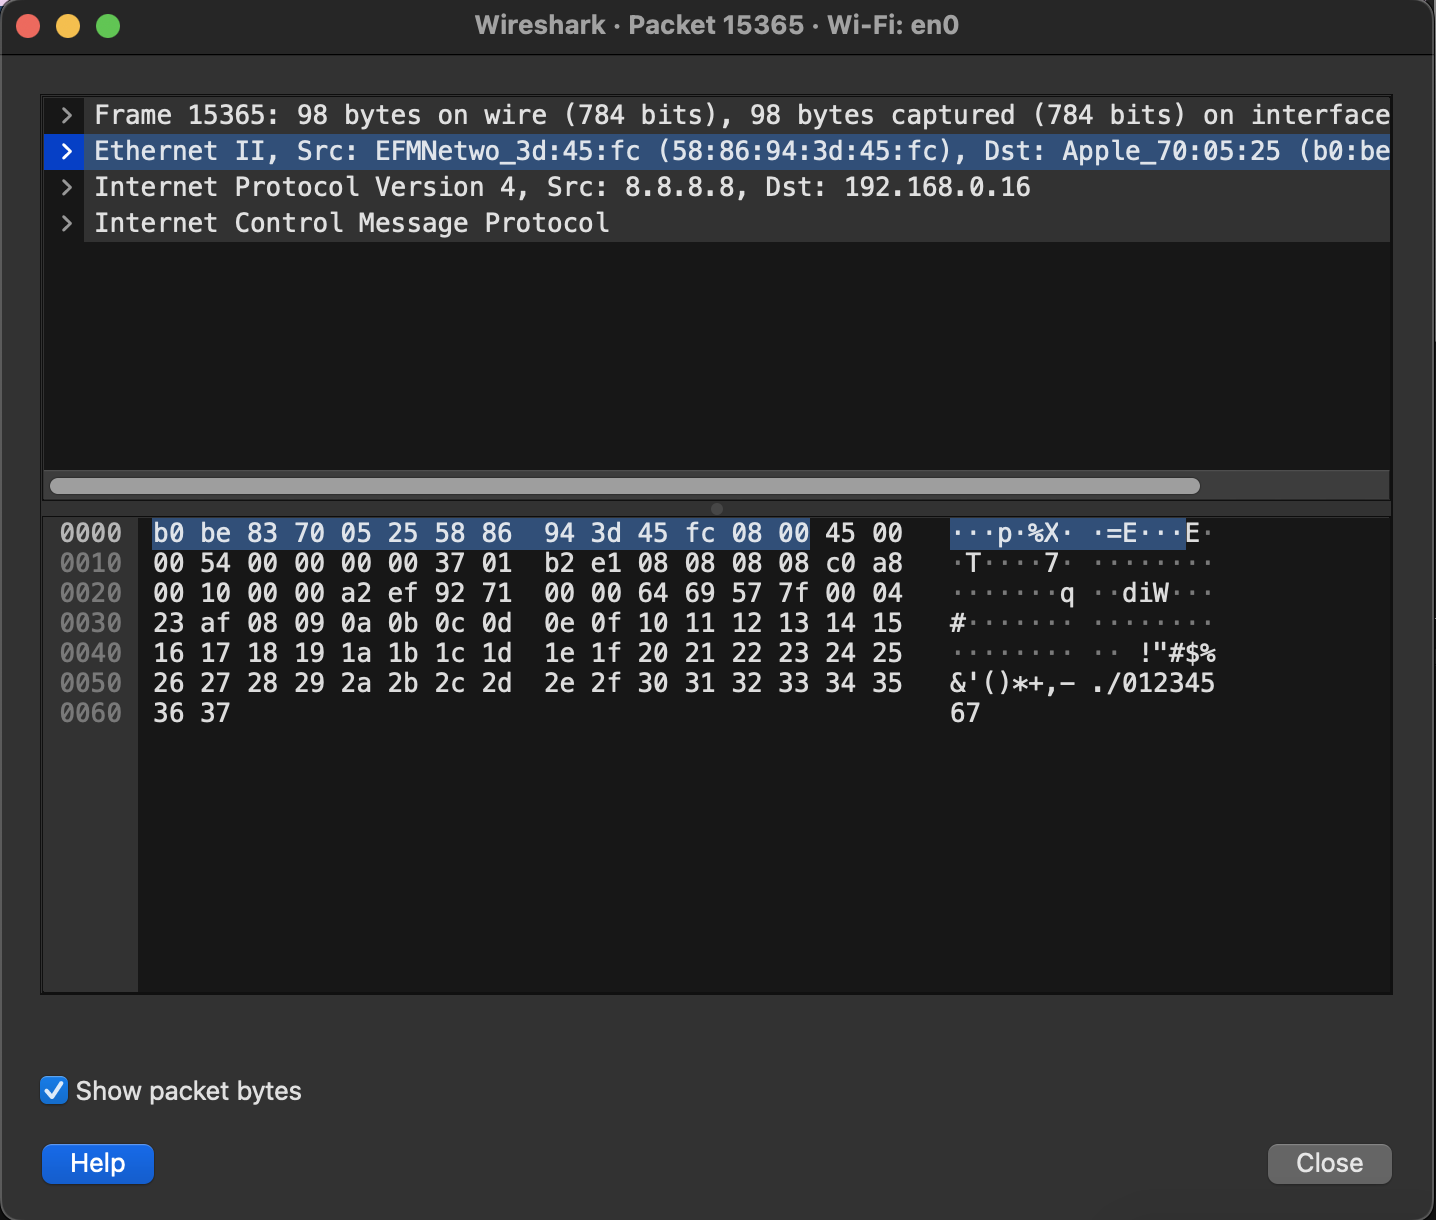 Wireshark · Packet 15365 · Wi-Fi: en0
Frame 15365: 98 bytes on wire (784 bits), 98 bytes captured (784 bits) on interface
Ethernet II, Src: EFMNetwo_3d:45:fc (58:86:94:3d:45:fc), Dst: Apple_70:05:25 (b0:be
Internet Protocol Version 4, Src: 8.8.8.8, Dst: 192.168.0.16
Internet Control Message Protocol
0000 b0 be 83 70 05 25 58 86 94 3d 45 fc 08 00 45 00 ···p·%X· ·=E···E·
0010 00 54 00 00 00 00 37 01 b2 e1 08 08 08 08 c0 a8 ·T····7· ········
0020 00 10 00 00 a2 ef 92 71 00 00 64 69 57 7f 00 04 ·······q ··diW···
0030 23 af 08 09 0a 0b 0c 0d 0e 0f 10 11 12 13 14 15 #······· ········
0040 16 17 18 19 1a 1b 1c 1d 1e 1f 20 21 22 23 24 25 ········ ·· !"#$%
0050 26 27 28 29 2a 2b 2c 2d 2e 2f 30 31 32 33 34 35 &'()*+,- ./012345
0060 36 37 67
Show packet bytes
Help
Close